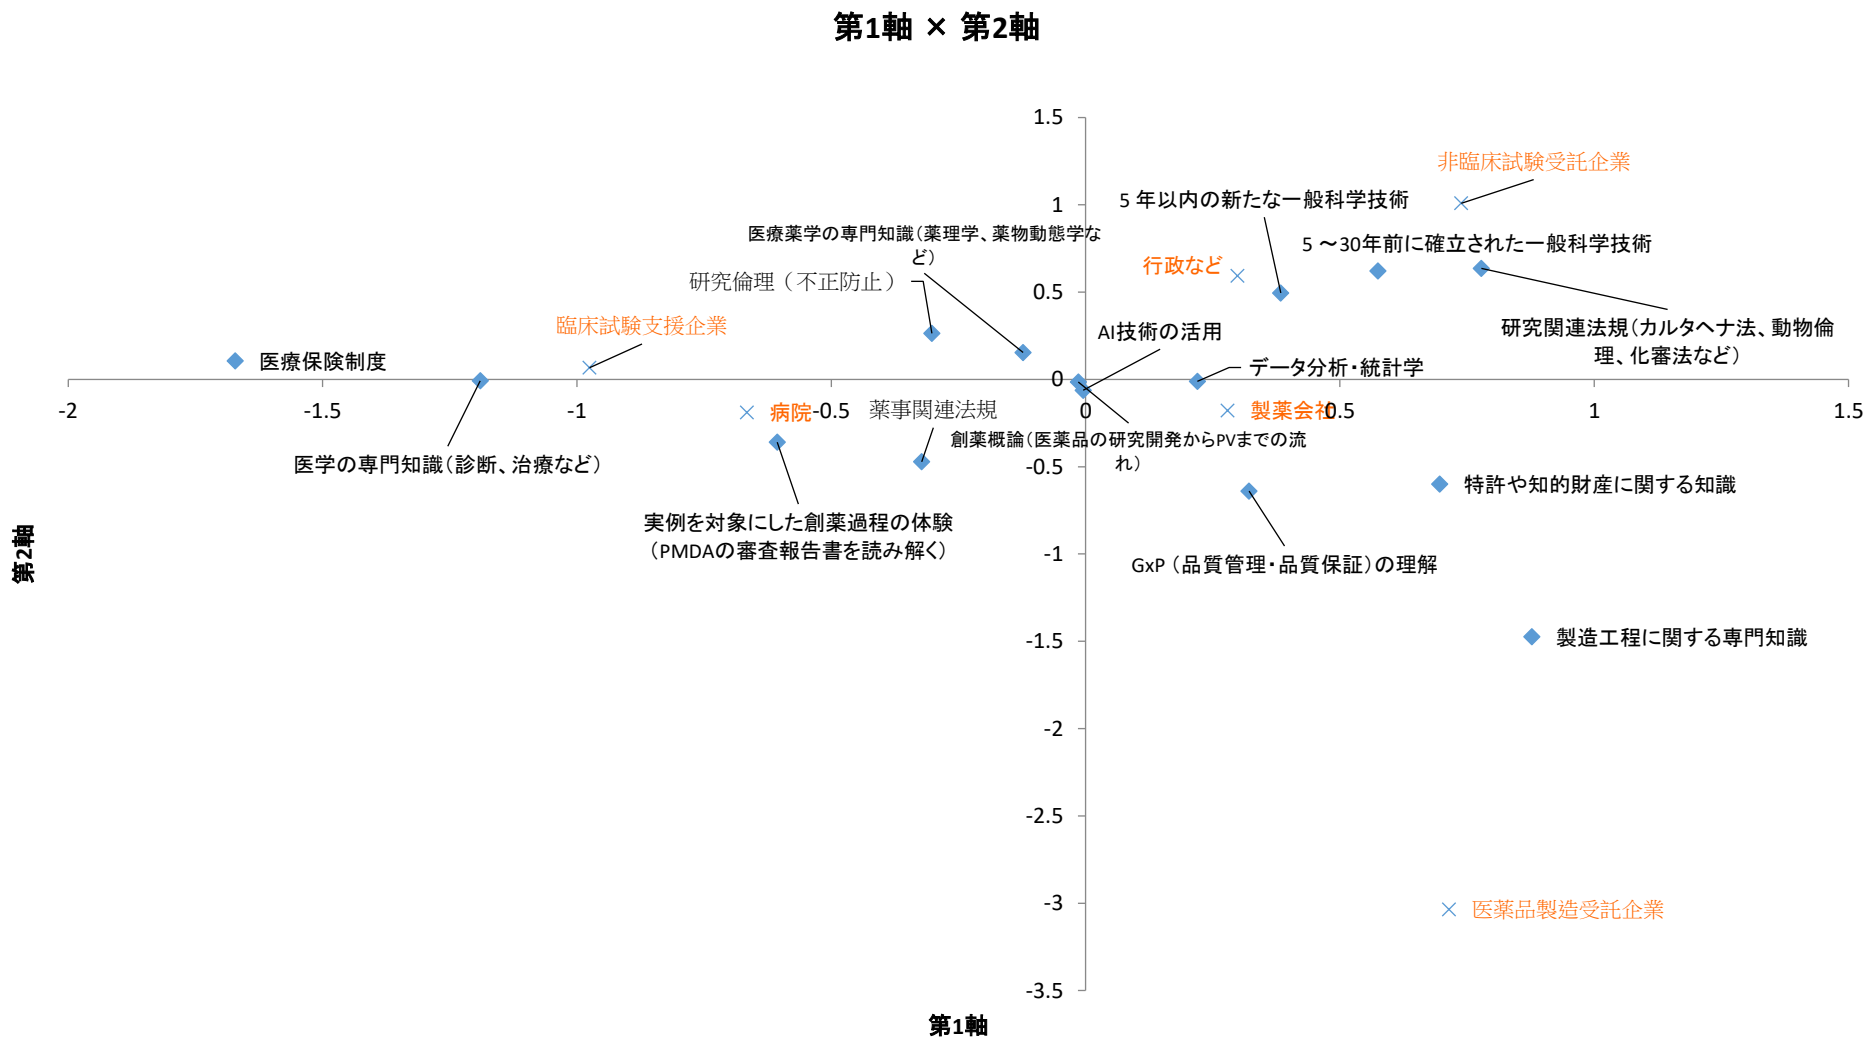 第1軸 × 第2軸
1.5
非臨床試験受託企業
1
5 年以内の新たな一般科学技術
医療薬学の専門知識（薬理学、薬物動態学な
ど）
5 ～30年前に確立された一般科学技術
行政など
研究倫理（不正防止）
0.5
臨床試験支援企業
AI技術の活用
研究関連法規（カルタヘナ法、動物倫
理、化審法など）
医療保険制度
データ分析・統計学
0
-2
-1.5
-1
病院
-0.5
薬事関連法規
0
製薬会社
0.5
1
1.5
創薬概論（医薬品の研究開発からPVまでの流
れ）
医学の専門知識（診断、治療など）
-0.5
特許や知的財産に関する知識
実例を対象にした創薬過程の体験
（PMDAの審査報告書を読み解く）
-1
GxP（品質管理・品質保証）の理解
第2軸
-1.5
製造工程に関する専門知識
-2
-2.5
-3
医薬品製造受託企業
-3.5
第1軸